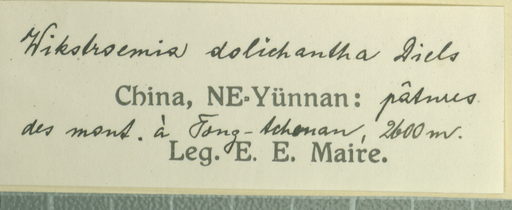 Wikstroemia dolichantha Diels
China, NE-Yünnan: pâtures
des mont. à Tong-tchouan, 2600 m.
Leg. E. E. Maire.